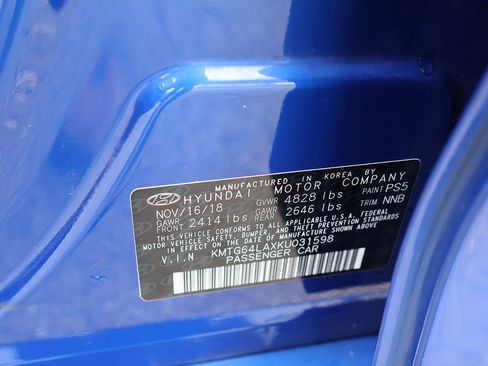 MANUFACTURED IN KOREA BY
HYUNDAI MOTOR COMPANY
NOV/16/18 GVWR 4828 lbs PAINT PS5
GAWR FRONT 2414 lbs GAWR REAR 2646 lbs TRIM NNB
THIS VEHICLE CONFORMS TO ALL APPLICABLE U.S.A. FEDERAL
MOTOR VEHICLE SAFETY, BUMPER, AND THEFT PREVENTION STANDARDS
IN EFFECT ON THE DATE OF MANUFACTURE SHOWN ABOVE.
V.I.N KMTG64LAXKU031598
PASSENGER CAR